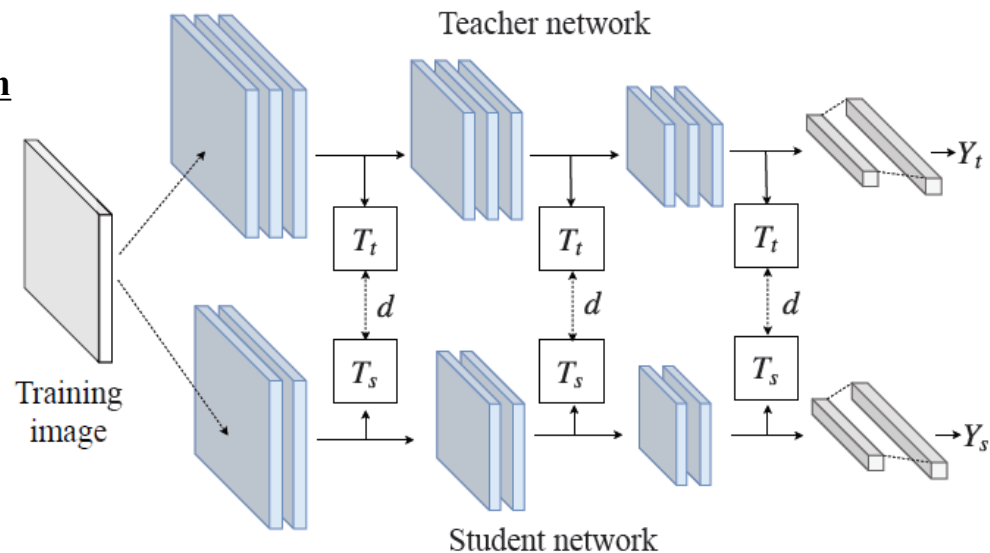 Teacher network
n
T_t
T_t
T_t
Y_t
d
d
d
T_s
T_s
T_s
Training
image
Y_s
Student network